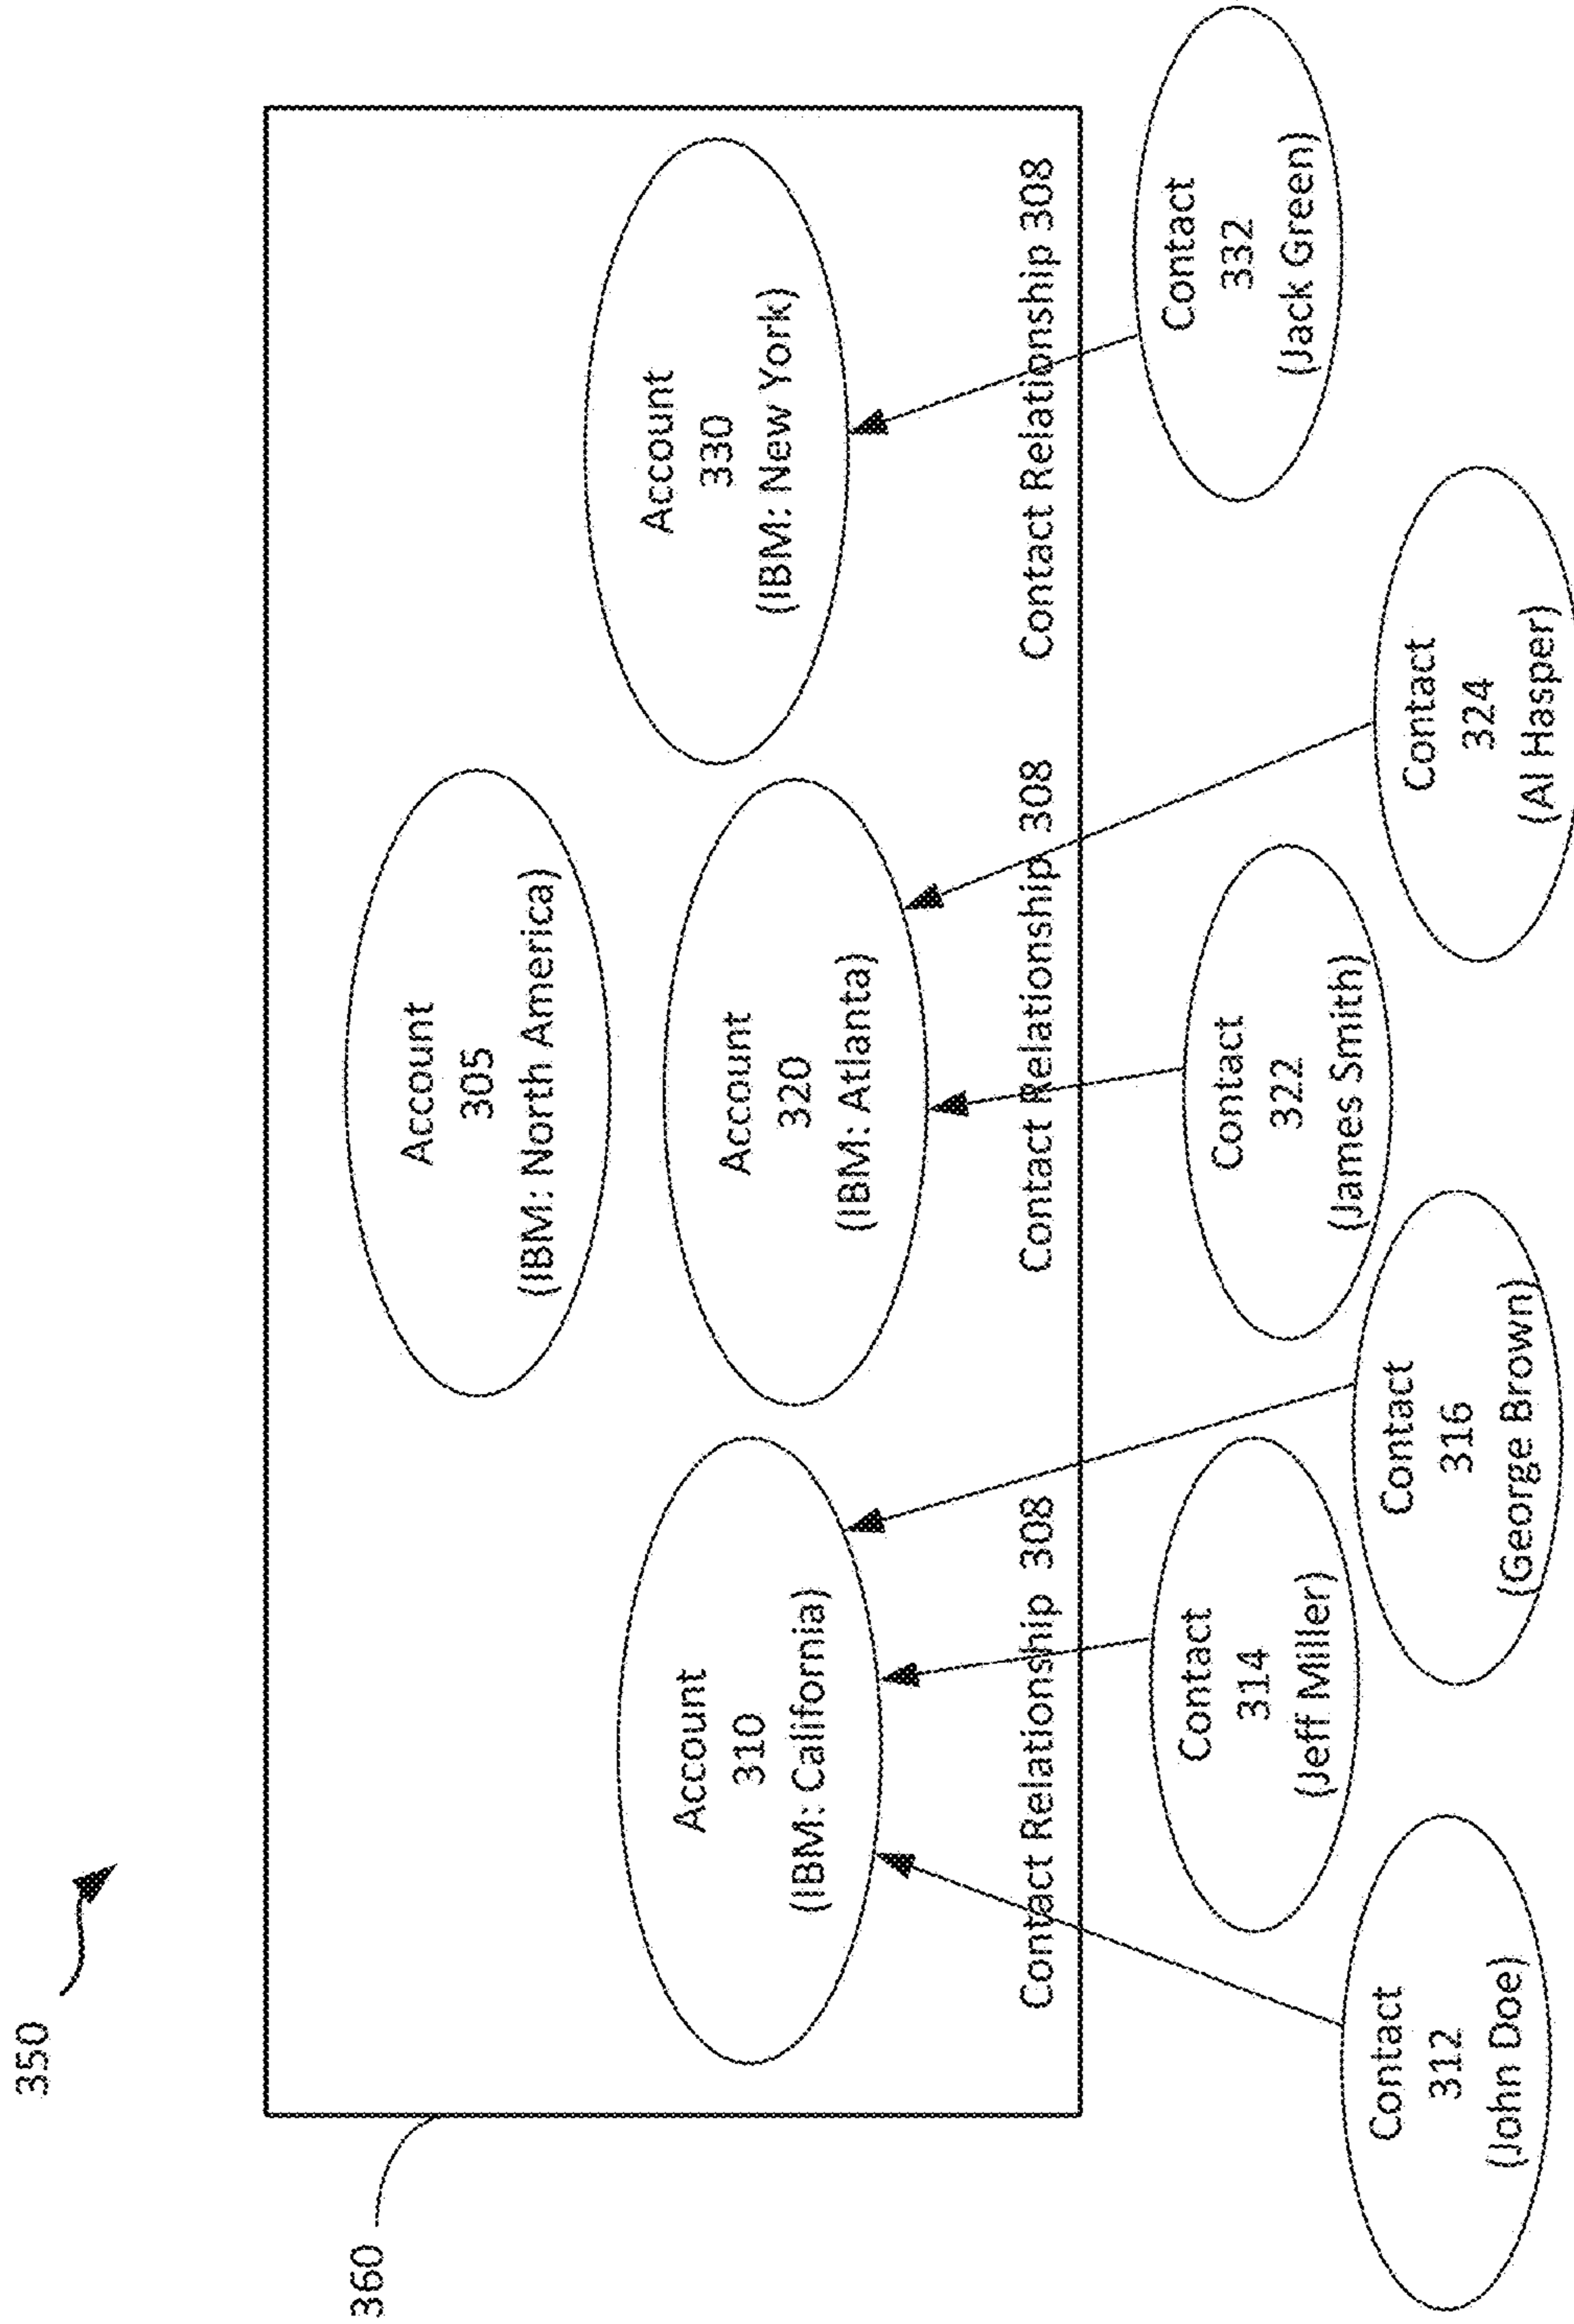 350
360
Account
305
(IBM: North America)
Account
310
(IBM: California)
Account
320
(IBM: Atlanta)
Account
330
(IBM: New York)
Contact Relationship 308
Contact Relationship 308
Contact Relationship 308
Contact
312
(John Doe)
Contact
314
(Jeff Miller)
Contact
316
(George Brown)
Contact
322
(James Smith)
Contact
324
(Al Hasper)
Contact
332
(Jack Green)